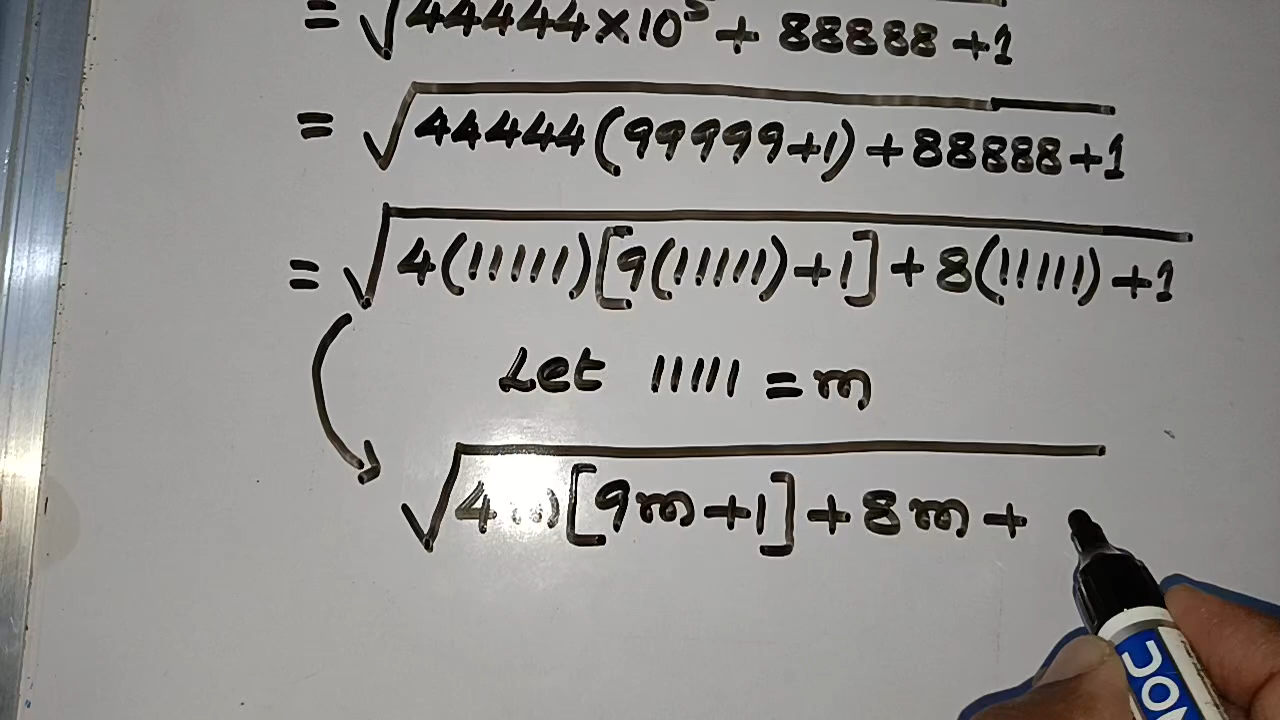 = √44444×10⁵ + 88888 +1
= √44444(99999+1) + 88888+1
= √4(11111)[9(11111)+1] + 8(11111) +1
Let 11111 = m
√4m[9m+1] + 8m +